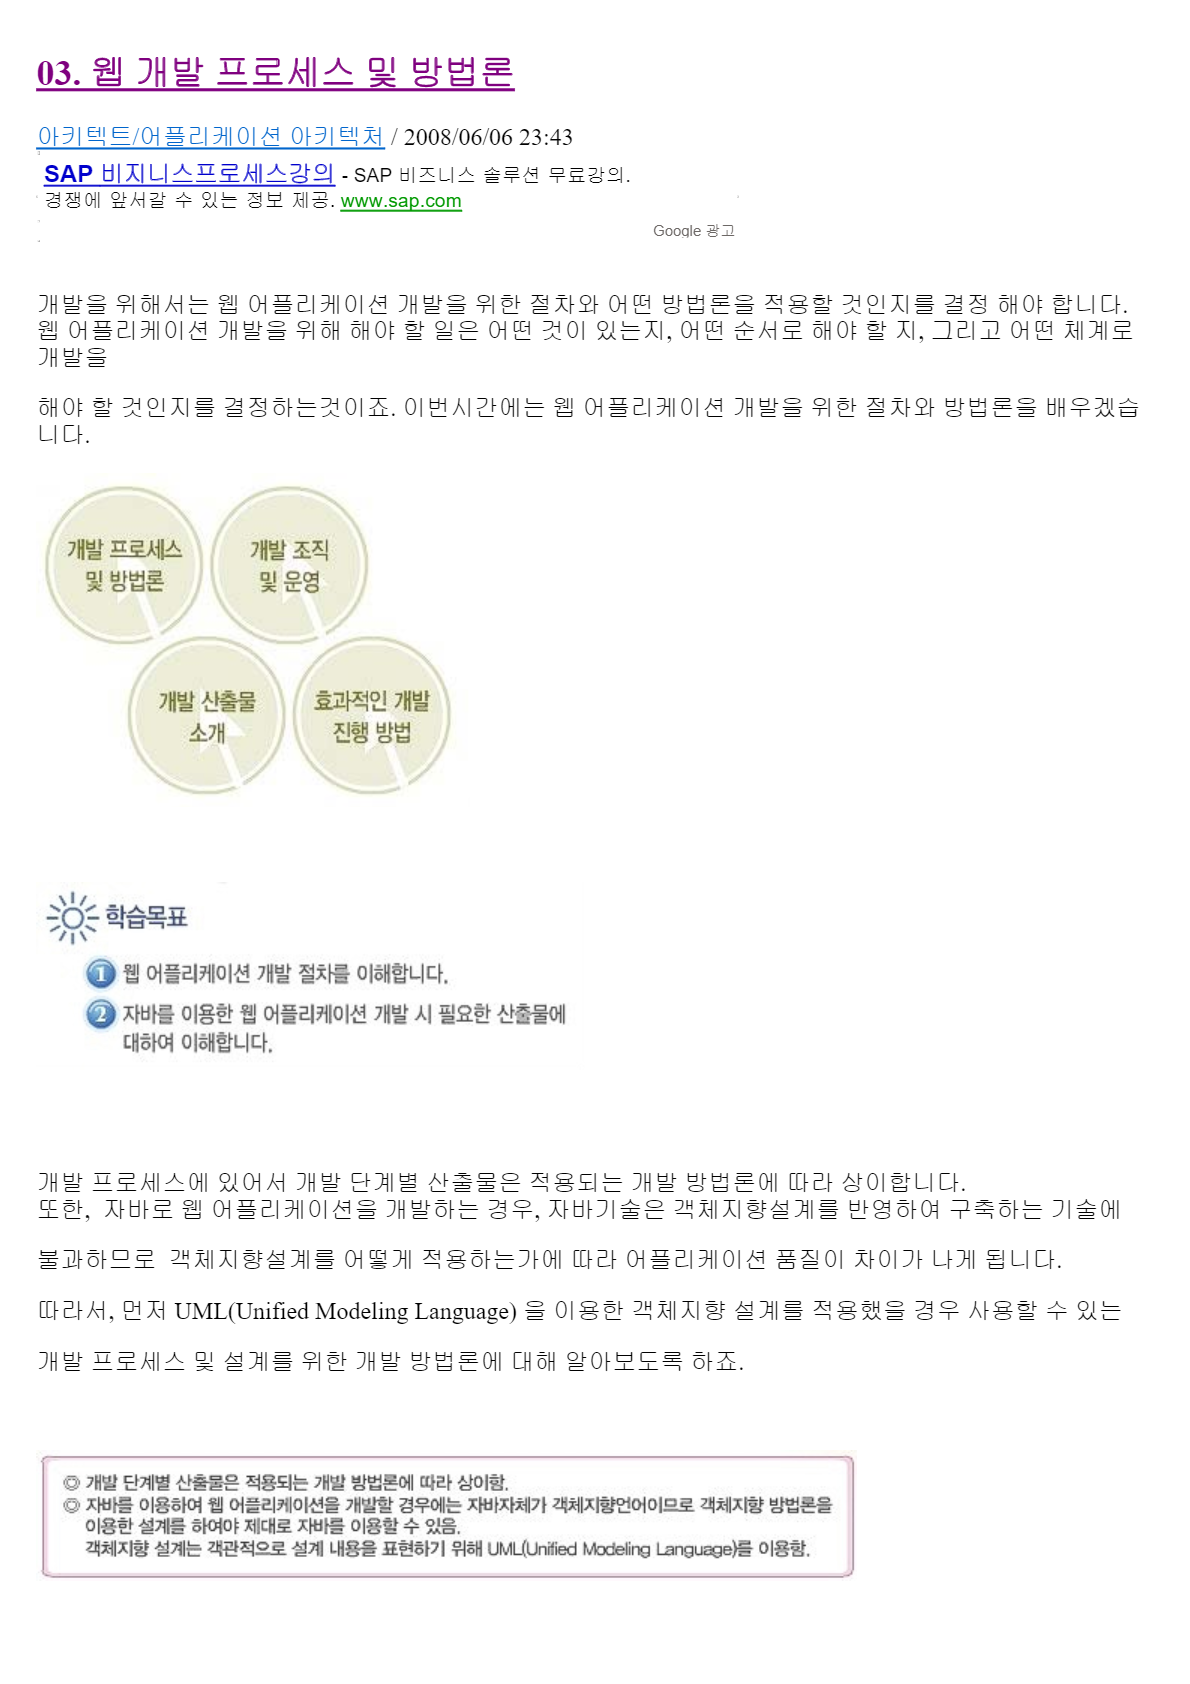 03. 웹 개발 프로세스 및 방법론
아키텍트/어플리케이션 아키텍처 / 2008/06/06 23:43
SAP 비지니스프로세스강의 - SAP 비즈니스 솔루션 무료강의.
경쟁에 앞서갈 수 있는 정보 제공. www.sap.com
Google 광고
개발을 위해서는 웹 어플리케이션 개발을 위한 절차와 어떤 방법론을 적용할 것인지를 결정 해야 합니다.
웹 어플리케이션 개발을 위해 해야 할 일은 어떤 것이 있는지, 어떤 순서로 해야 할 지, 그리고 어떤 체계로
개발을
해야 할 것인지를 결정하는것이죠. 이번시간에는 웹 어플리케이션 개발을 위한 절차와 방법론을 배우겠습
니다.
개발 프로세스
및 방법론
개발 조직
및 운영
개발 산출물
소개
효과적인 개발
진행 방법
학습목표
1 웹 어플리케이션 개발 절차를 이해합니다.
2 자바를 이용한 웹 어플리케이션 개발 시 필요한 산출물에
대하여 이해합니다.
개발 프로세스에 있어서 개발 단계별 산출물은 적용되는 개발 방법론에 따라 상이합니다.
또한, 자바로 웹 어플리케이션을 개발하는 경우, 자바기술은 객체지향설계를 반영하여 구축하는 기술에
불과하므로 객체지향설계를 어떻게 적용하는가에 따라 어플리케이션 품질이 차이가 나게 됩니다.
따라서, 먼저 UML(Unified Modeling Language) 을 이용한 객체지향 설계를 적용했을 경우 사용할 수 있는
개발 프로세스 및 설계를 위한 개발 방법론에 대해 알아보도록 하죠.
◎ 개발 단계별 산출물은 적용되는 개발 방법론에 따라 상이함.
◎ 자바를 이용하여 웹 어플리케이션을 개발할 경우에는 자바자체가 객체지향언어이므로 객체지향 방법론을
이용한 설계를 하여야 제대로 자바를 이용할 수 있음.
객체지향 설계는 객관적으로 설계 내용을 표현하기 위해 UML(Unified Modeling Language)를 이용함.